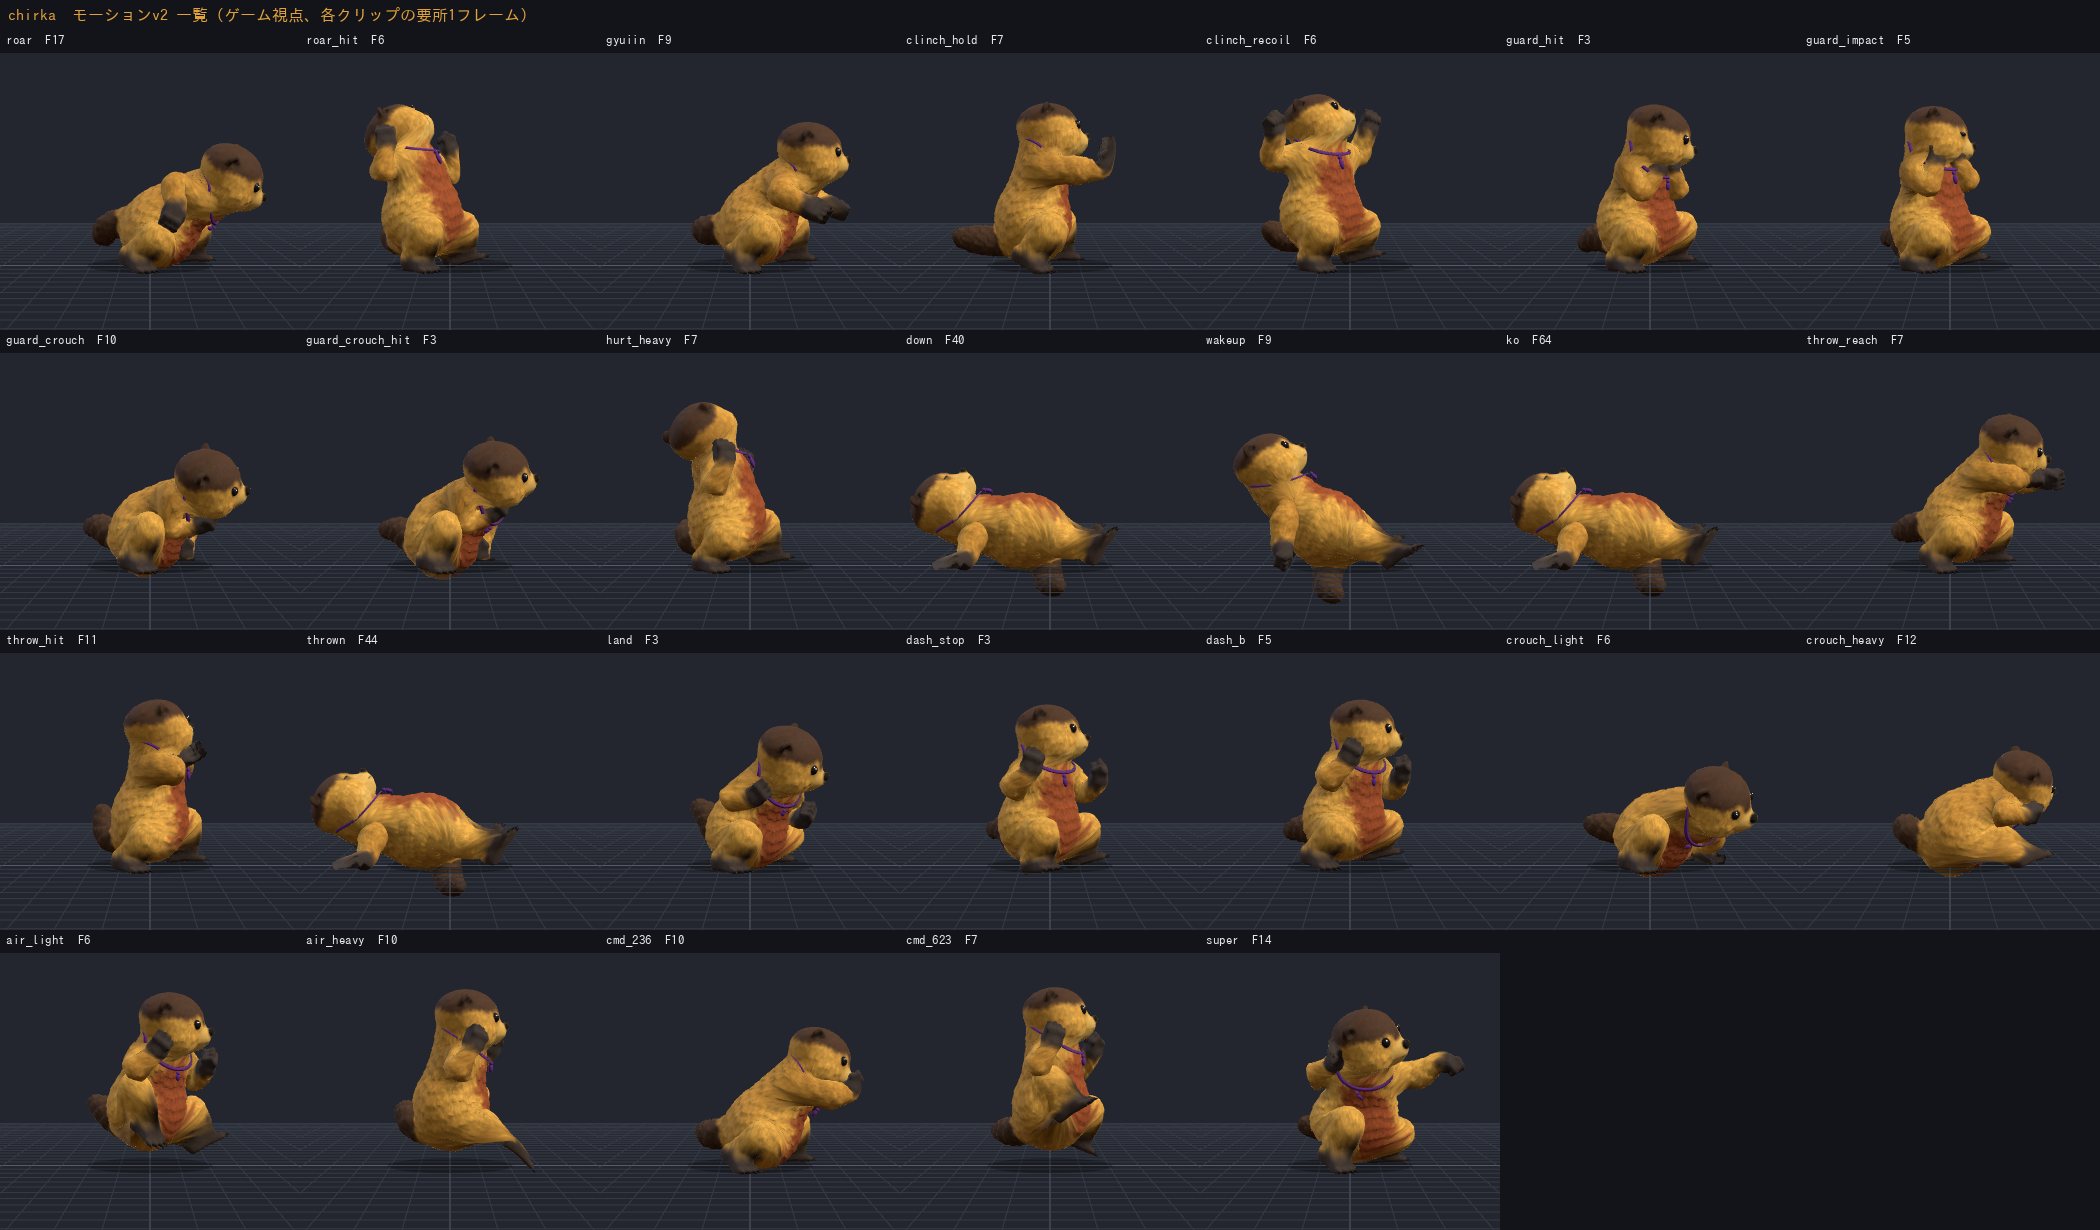 chirka モーションv2 一覧（ゲーム視点、各クリップの要所1フレーム）
roar F17 roar_hit F6 gyuiin F9 clinch_hold F7 clinch_recoil F6 guard_hit F3 guard_impact F5
guard_crouch F10 guard_crouch_hit F3 hurt_heavy F7 down F40 wakeup F9 ko F64 throw_reach F7
throw_hit F11 thrown F44 land F3 dash_stop F3 dash_b F5 crouch_light F6 crouch_heavy F12
air_light F6 air_heavy F10 cmd_236 F10 cmd_623 F7 super F14